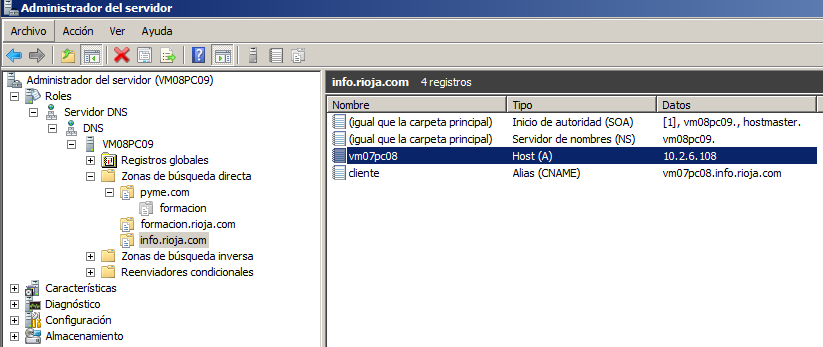 Administrador del servidor
Archivo Acción Ver Ayuda
Administrador del servidor (VM08PC09)
Roles
Servidor DNS
DNS
VM08PC09
Registros globales
Zonas de búsqueda directa
pyme.com
formacion
formacion.rioja.com
info.rioja.com
Zonas de búsqueda inversa
Reenviadores condicionales
Características
Diagnóstico
Configuración
Almacenamiento
info.rioja.com 4 registros
Nombre Tipo Datos
(igual que la carpeta principal) Inicio de autoridad (SOA) [1], vm08pc09., hostmaster.
(igual que la carpeta principal) Servidor de nombres (NS) vm08pc09.
vm07pc08 Host (A) 10.2.6.108
cliente Alias (CNAME) vm07pc08.info.rioja.com